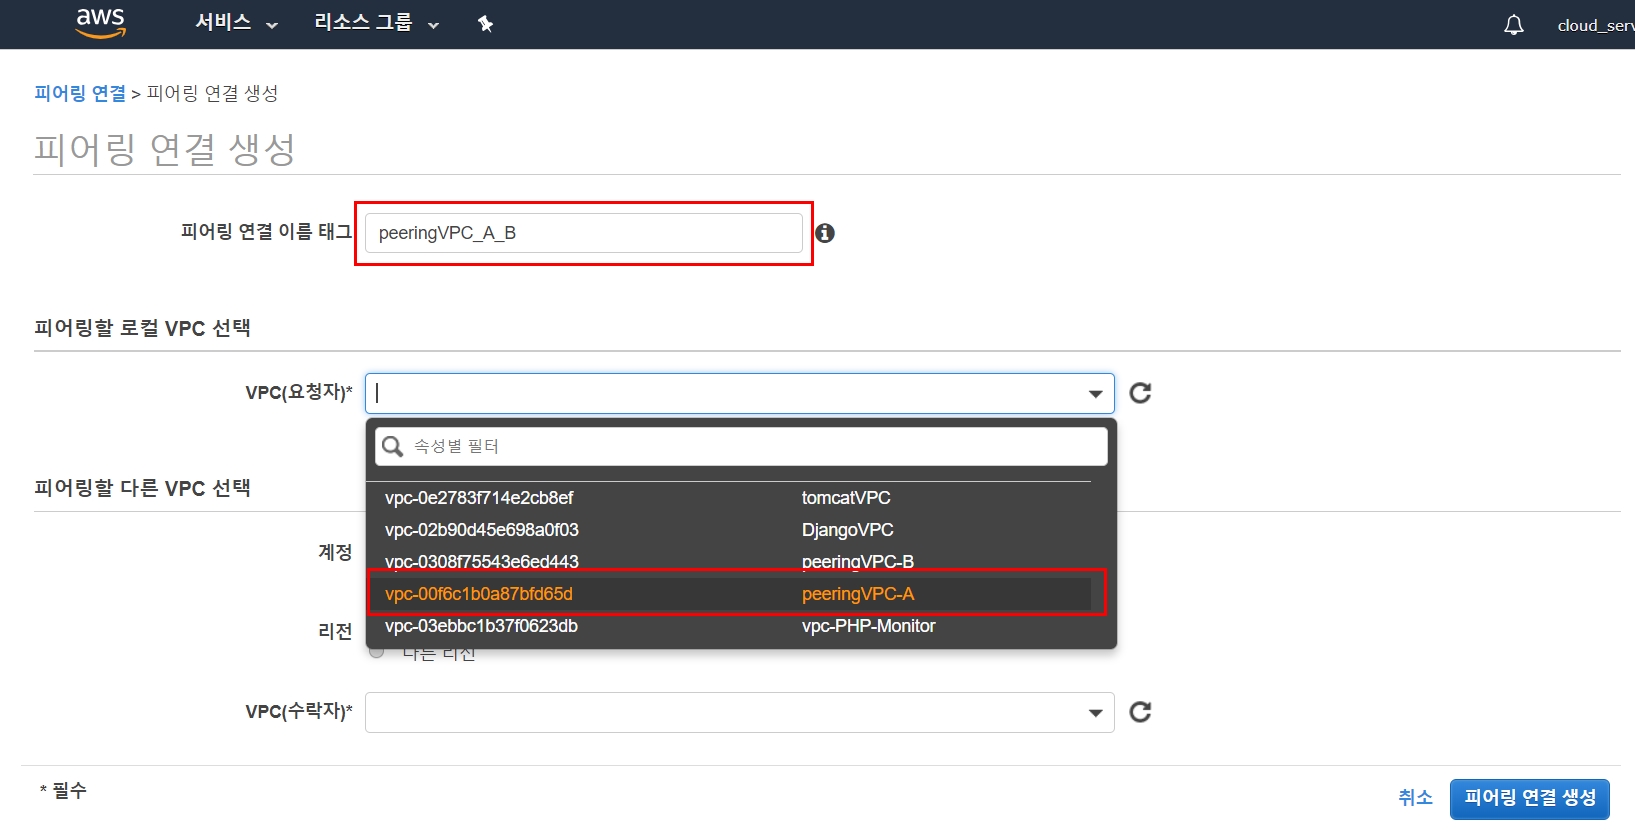 aws 서비스 리소스 그룹 cloud_serv
피어링 연결 > 피어링 연결 생성
피어링 연결 생성
피어링 연결 이름 태그 peeringVPC_A_B
피어링할 로컬 VPC 선택
VPC(요청자)*
속성별 필터
피어링할 다른 VPC 선택
vpc-0e2783f714e2cb8ef tomcatVPC
vpc-02b90d45e698a0f03 DjangoVPC
계정
vpc-0308f75543e6ed443 peeringVPC-B
vpc-00f6c1b0a87bfd65d peeringVPC-A
리전
vpc-03ebbc1b37f0623db vpc-PHP-Monitor
다른 리전
VPC(수락자)*
* 필수
취소 피어링 연결 생성